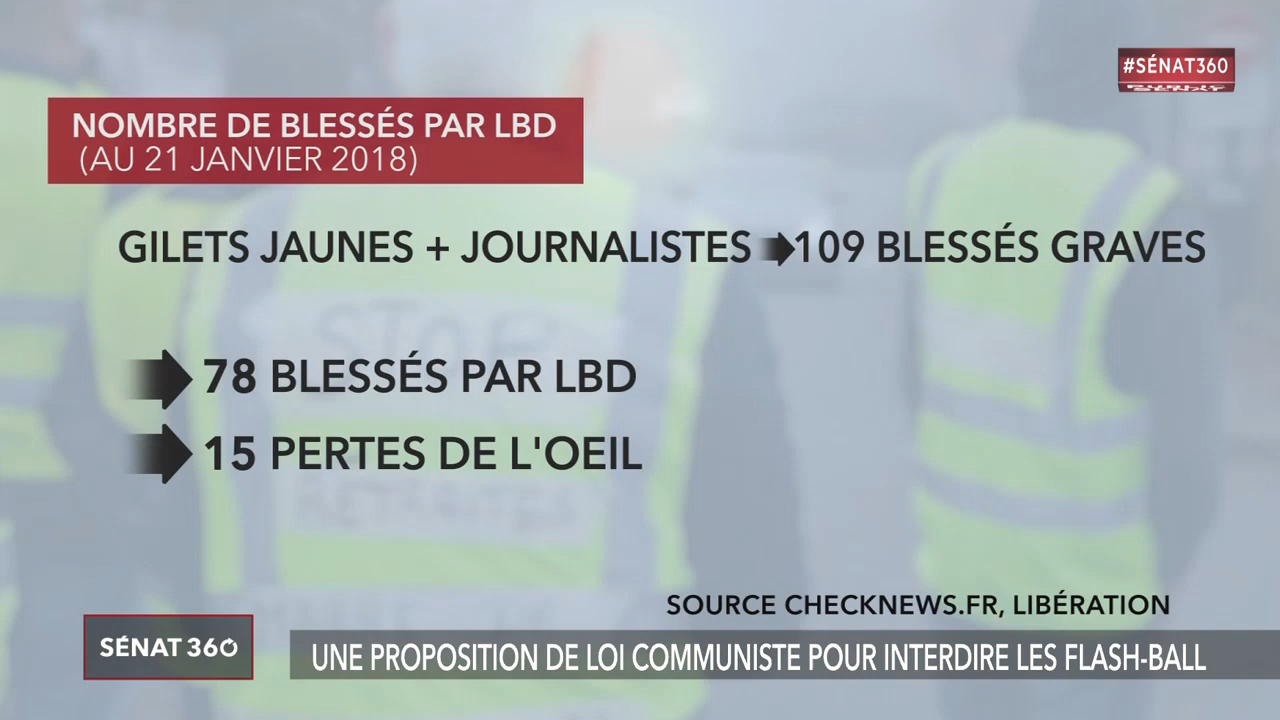 #SÉNAT360
NOMBRE DE BLESSÉS PAR LBD
(AU 21 JANVIER 2018)
GILETS JAUNES + JOURNALISTES 109 BLESSÉS GRAVES
78 BLESSÉS PAR LBD
15 PERTES DE L'OEIL
STOP
RETRAITES
SOURCE CHECKNEWS.FR, LIBÉRATION
SÉNAT 360
UNE PROPOSITION DE LOI COMMUNISTE POUR INTERDIRE LES FLASH-BALL